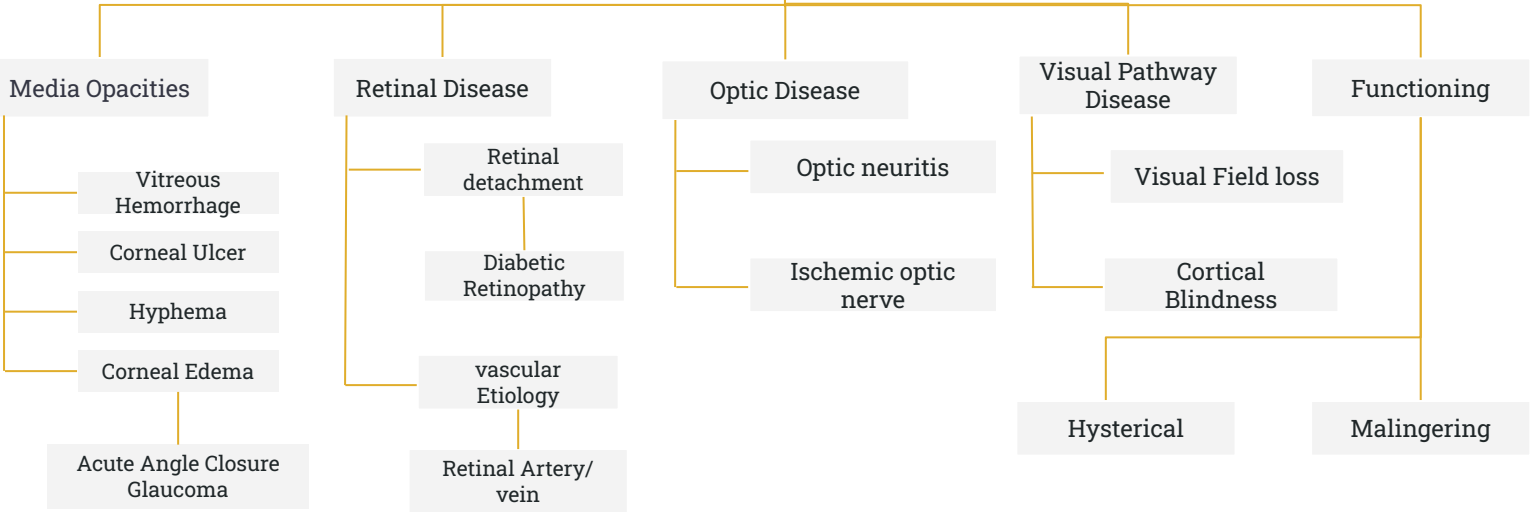 Media Opacities
Retinal Disease
Optic Disease
Visual Pathway
Disease
Functioning
Vitreous
Hemorrhage
Corneal Ulcer
Hyphema
Corneal Edema
Acute Angle Closure
Glaucoma
Retinal
detachment
Diabetic
Retinopathy
vascular
Etiology
Retinal Artery/
vein
Optic neuritis
Ischemic optic
nerve
Visual Field loss
Cortical
Blindness
Hysterical
Malingering